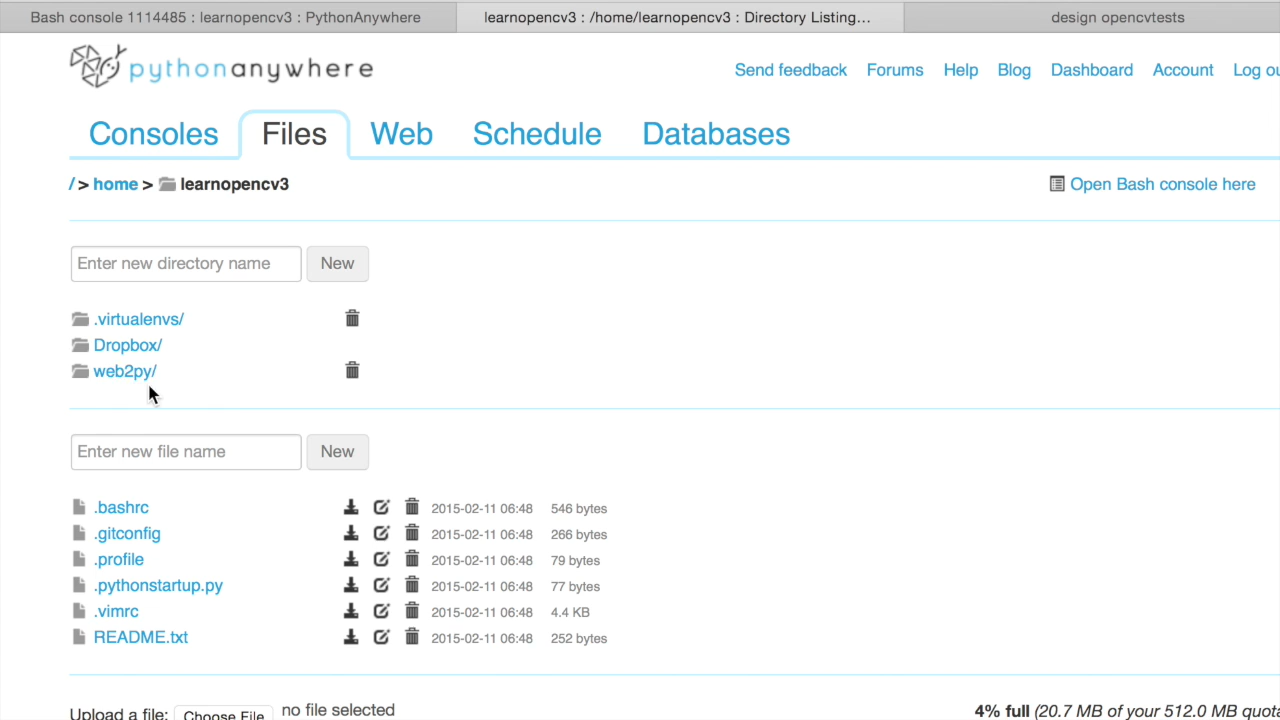 Bash console 1114485 : learnopencv3 : PythonAnywhere learnopencv3 : /home/learnopencv3 : Directory Listing... design opencvtests
pythonanywhere
Send feedback Forums Help Blog Dashboard Account Log ou
Consoles Files Web Schedule Databases
/ > home > learnopencv3 Open Bash console here
Enter new directory name New
.virtualenvs/
Dropbox/
web2py/
Enter new file name New
.bashrc 2015-02-11 06:48 546 bytes
.gitconfig 2015-02-11 06:48 266 bytes
.profile 2015-02-11 06:48 79 bytes
.pythonstartup.py 2015-02-11 06:48 77 bytes
.vimrc 2015-02-11 06:48 4.4 KB
README.txt 2015-02-11 06:48 252 bytes
Upload a file: Choose File no file selected 4% full (20.7 MB of your 512.0 MB quota